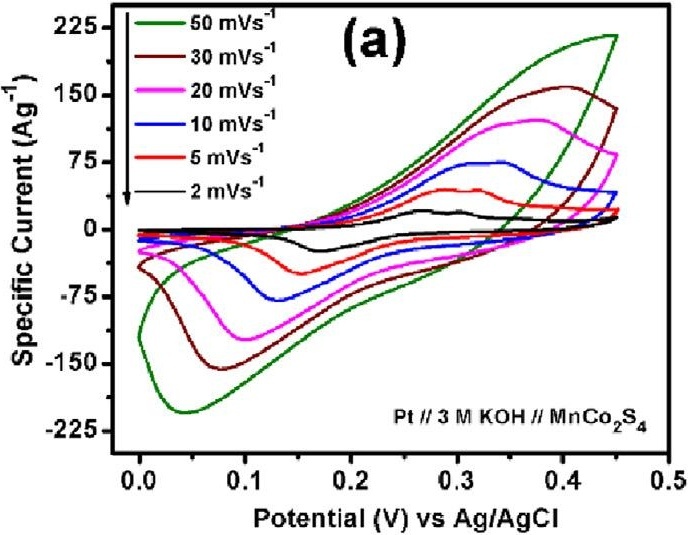 (a)
50 mVs⁻¹
30 mVs⁻¹
20 mVs⁻¹
10 mVs⁻¹
5 mVs⁻¹
2 mVs⁻¹
Specific Current (Ag⁻¹)
225
150
75
0
-75
-150
-225
Pt // 3 M KOH // MnCo₂S₄
0.0 0.1 0.2 0.3 0.4 0.5
Potential (V) vs Ag/AgCl